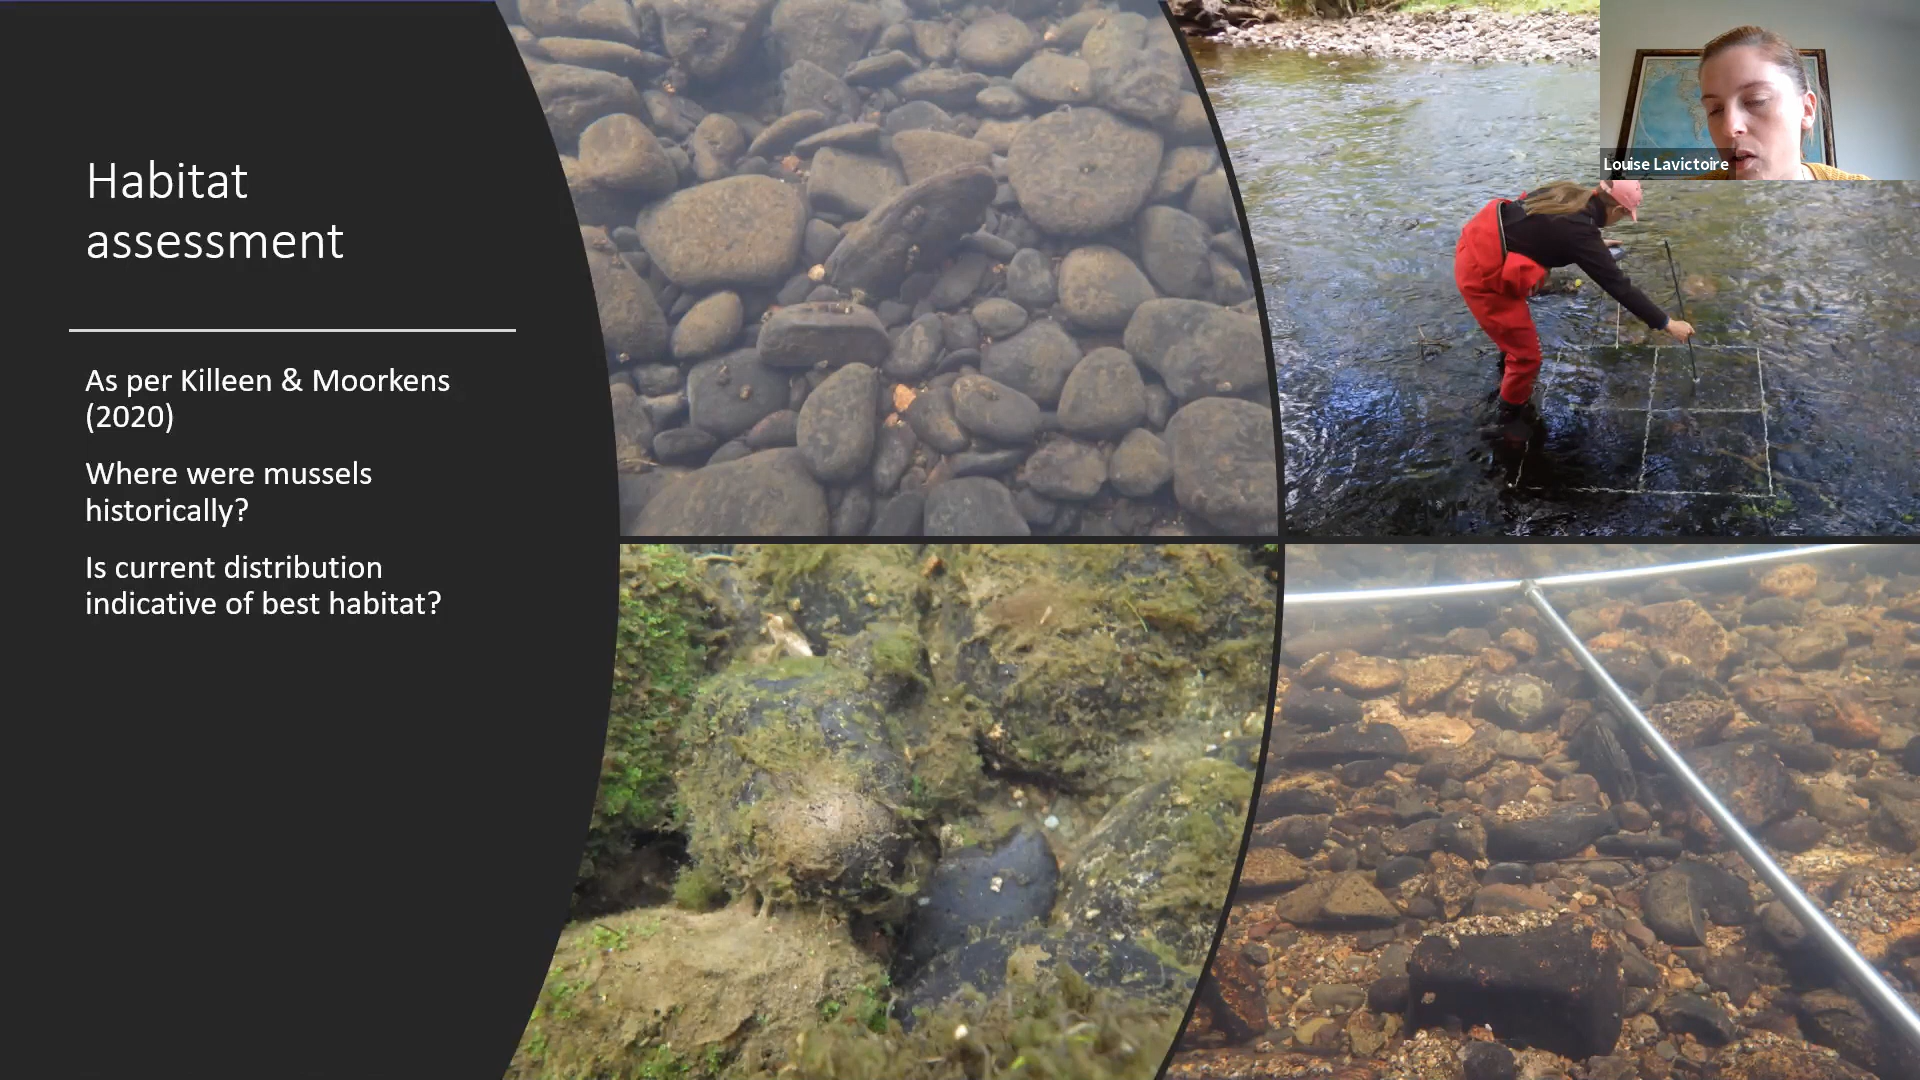 Habitat
assessment
As per Killeen & Moorkens
(2020)
Where were mussels
historically?
Is current distribution
indicative of best habitat?
Louise Lavictoire